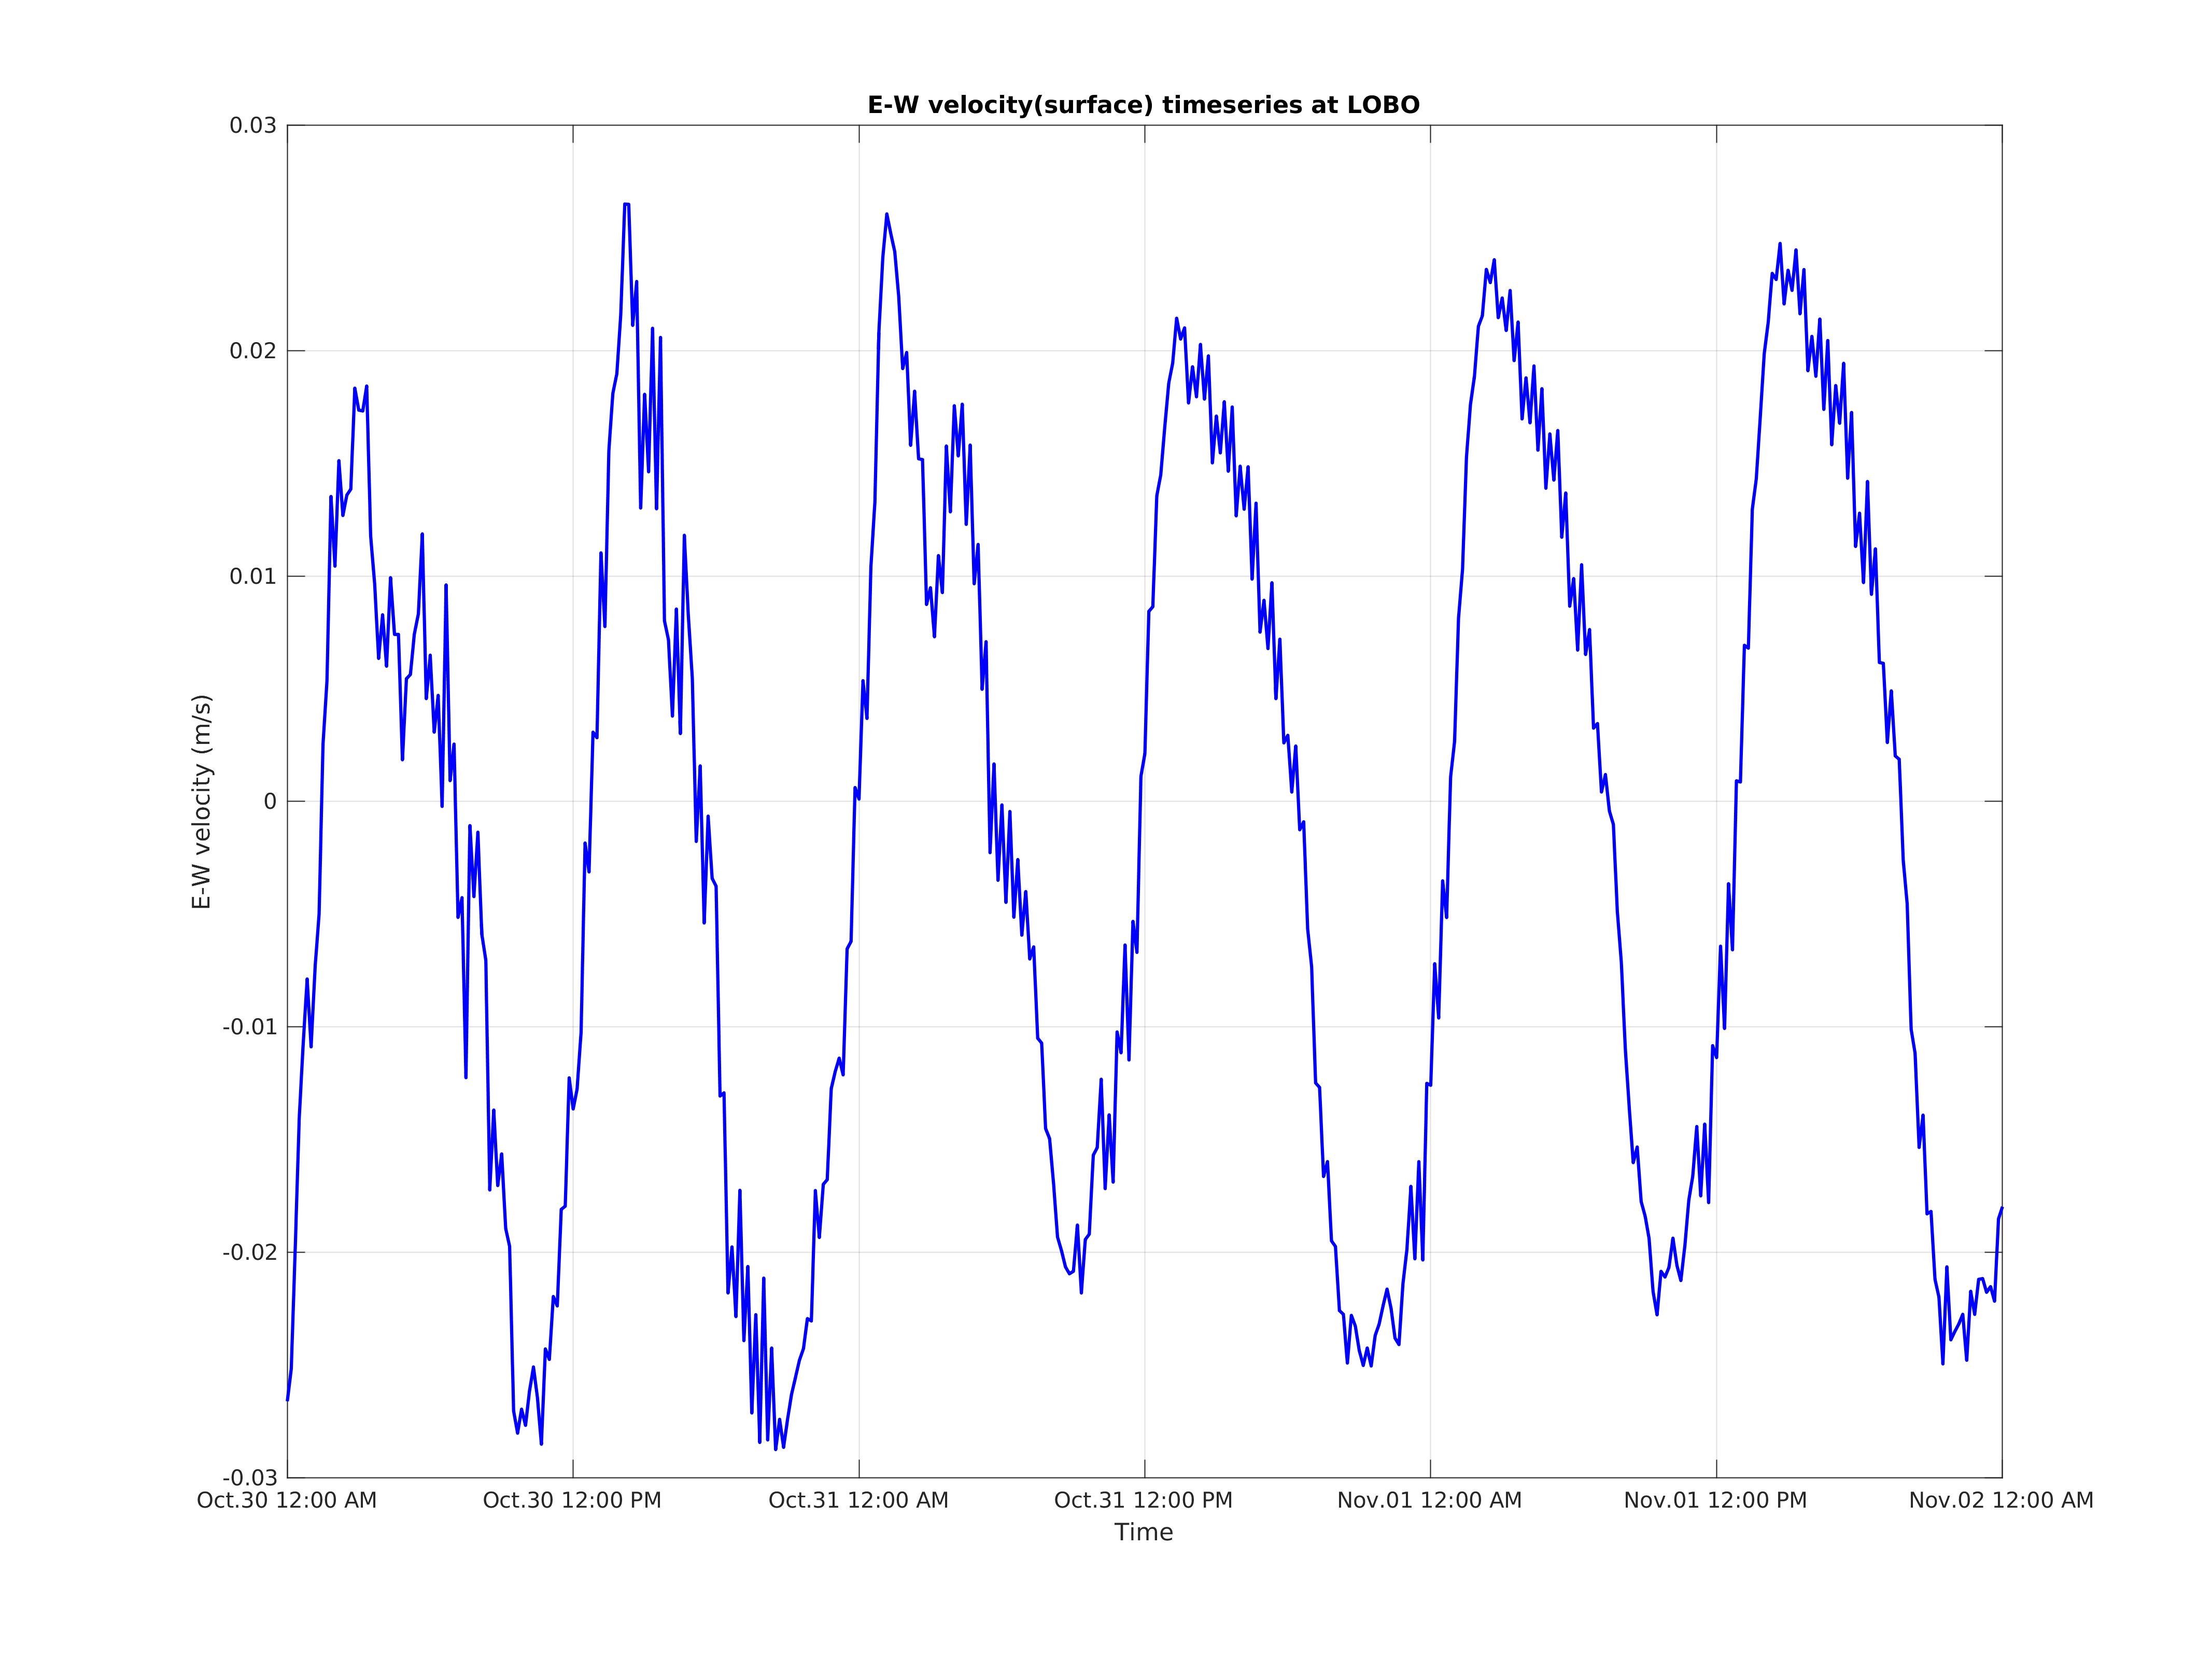 E-W velocity(surface) timeseries at LOBO
0.03
0.02
0.01
0
-0.01
-0.02
-0.03
E-W velocity (m/s)
Oct.30 12:00 AM
Oct.30 12:00 PM
Oct.31 12:00 AM
Oct.31 12:00 PM
Nov.01 12:00 AM
Nov.01 12:00 PM
Nov.02 12:00 AM
Time